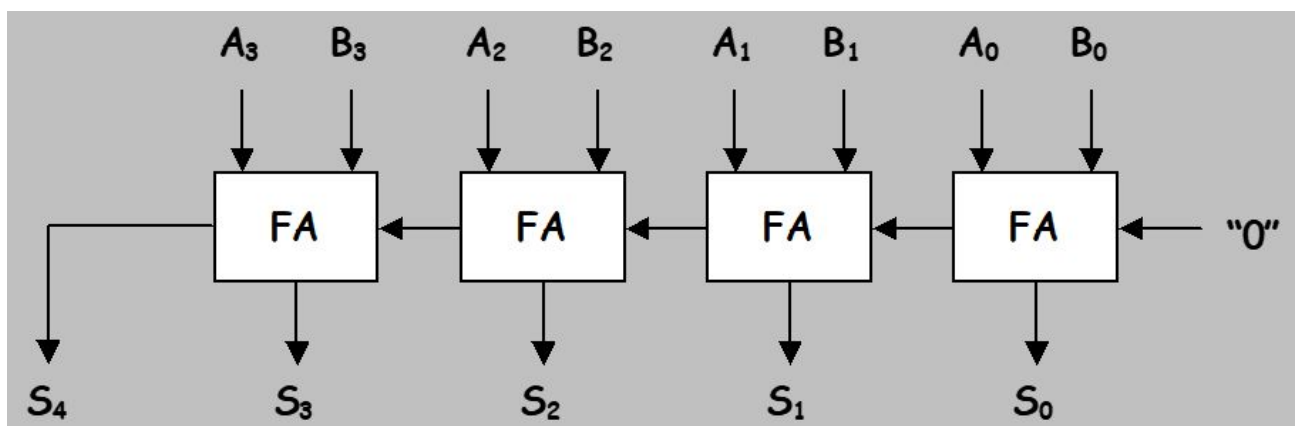 A₃ B₃ A₂ B₂ A₁ B₁ A₀ B₀
FA FA FA FA “0”
S₄ S₃ S₂ S₁ S₀